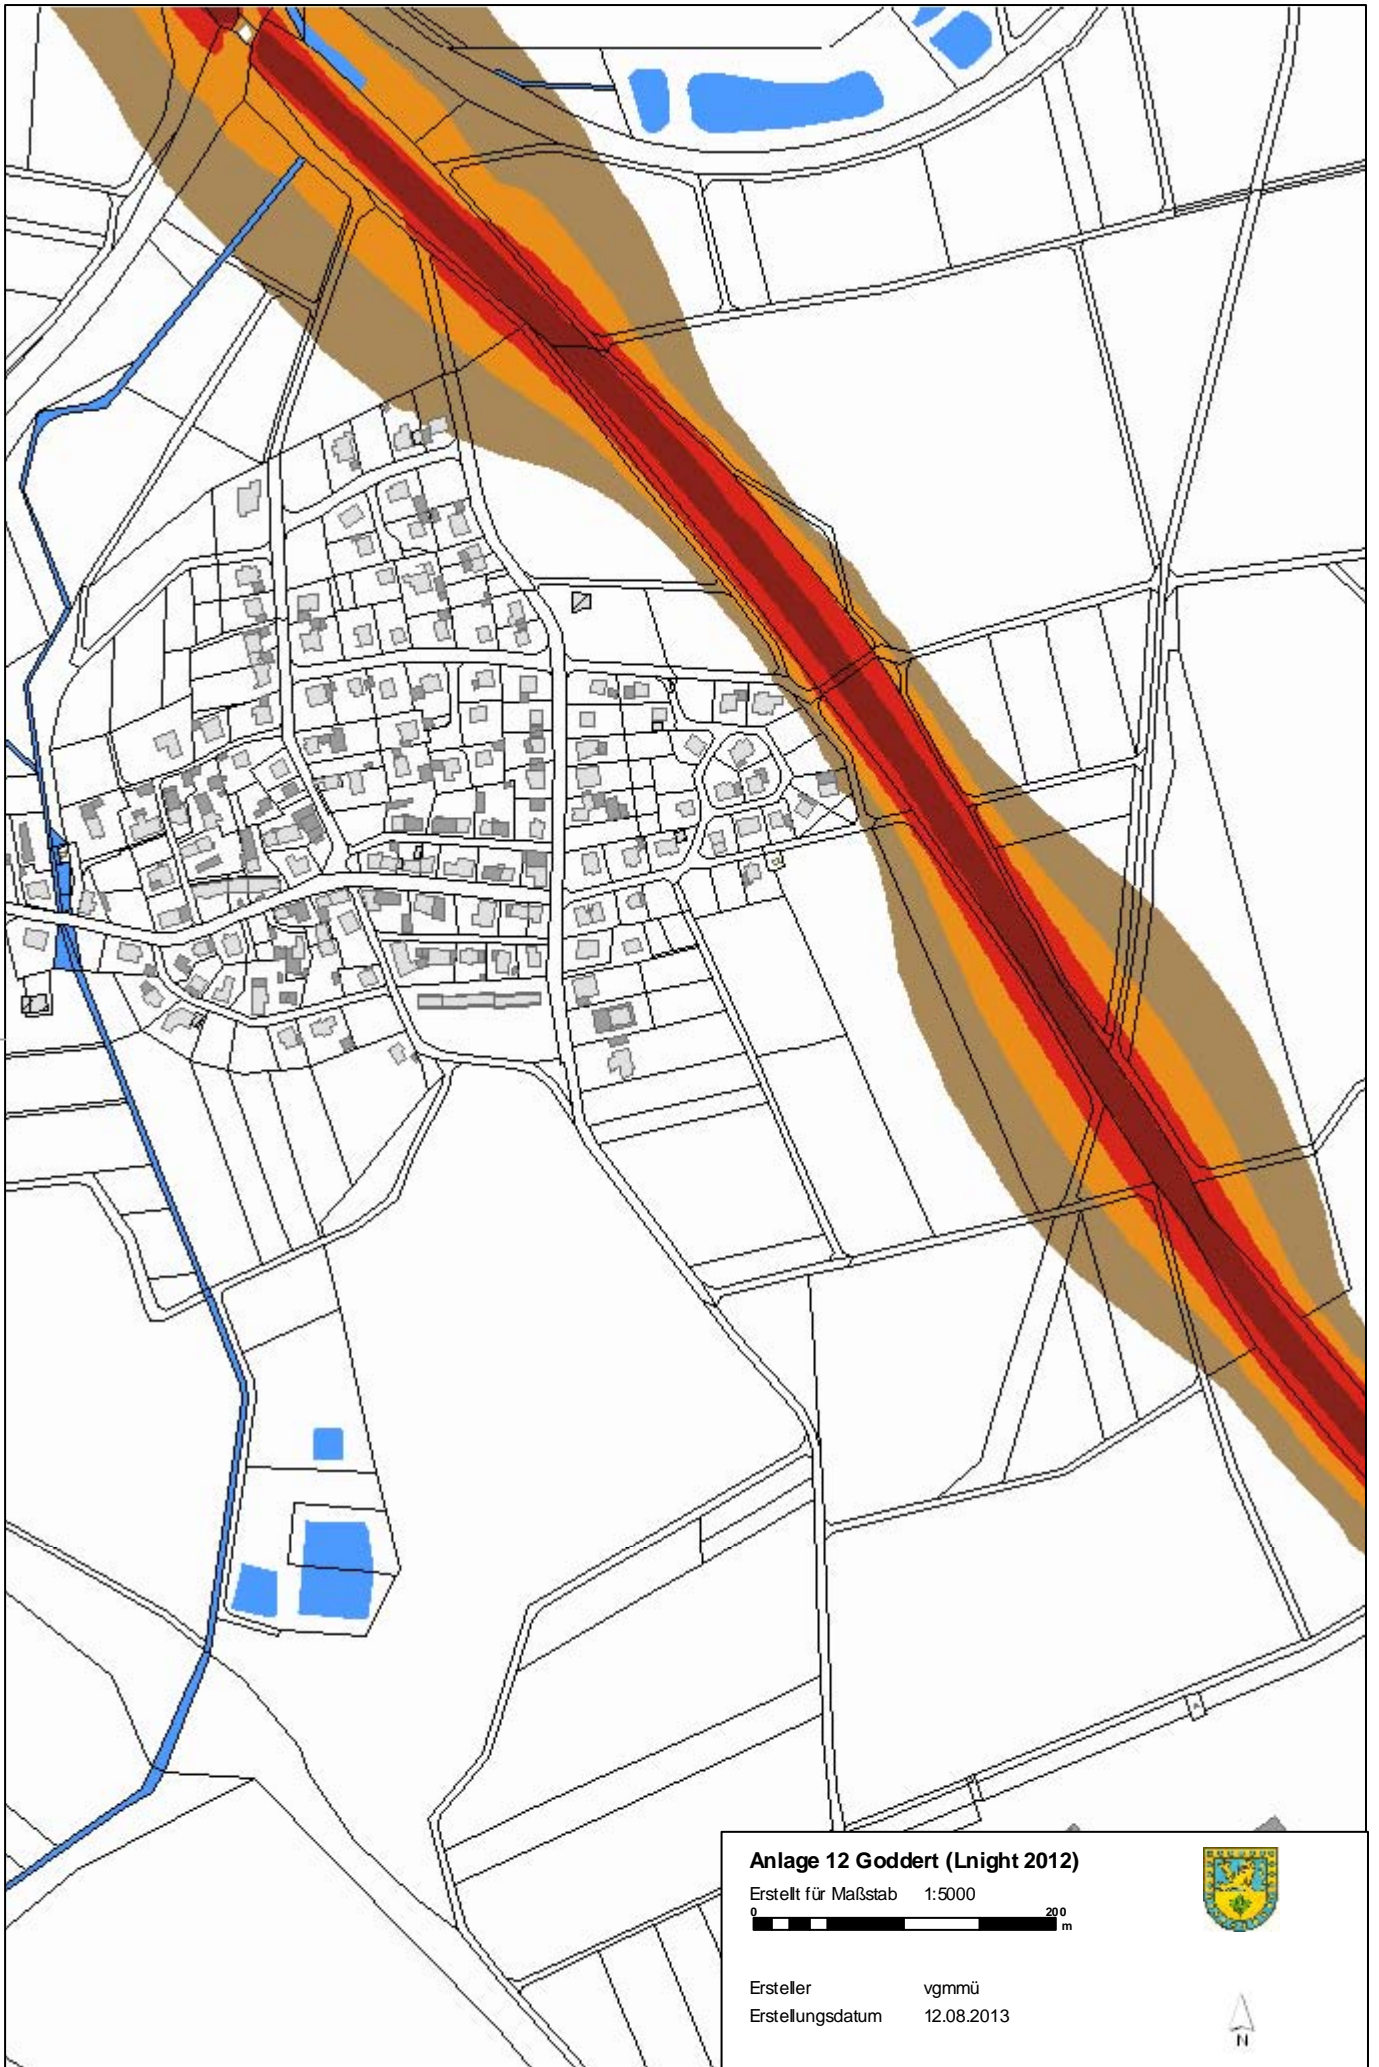 Anlage 12 Goddert (Lnight 2012)
Erstellt für Maßstab 1:5000
0 200
m
Ersteller vgmmü
Erstellungsdatum 12.08.2013
N